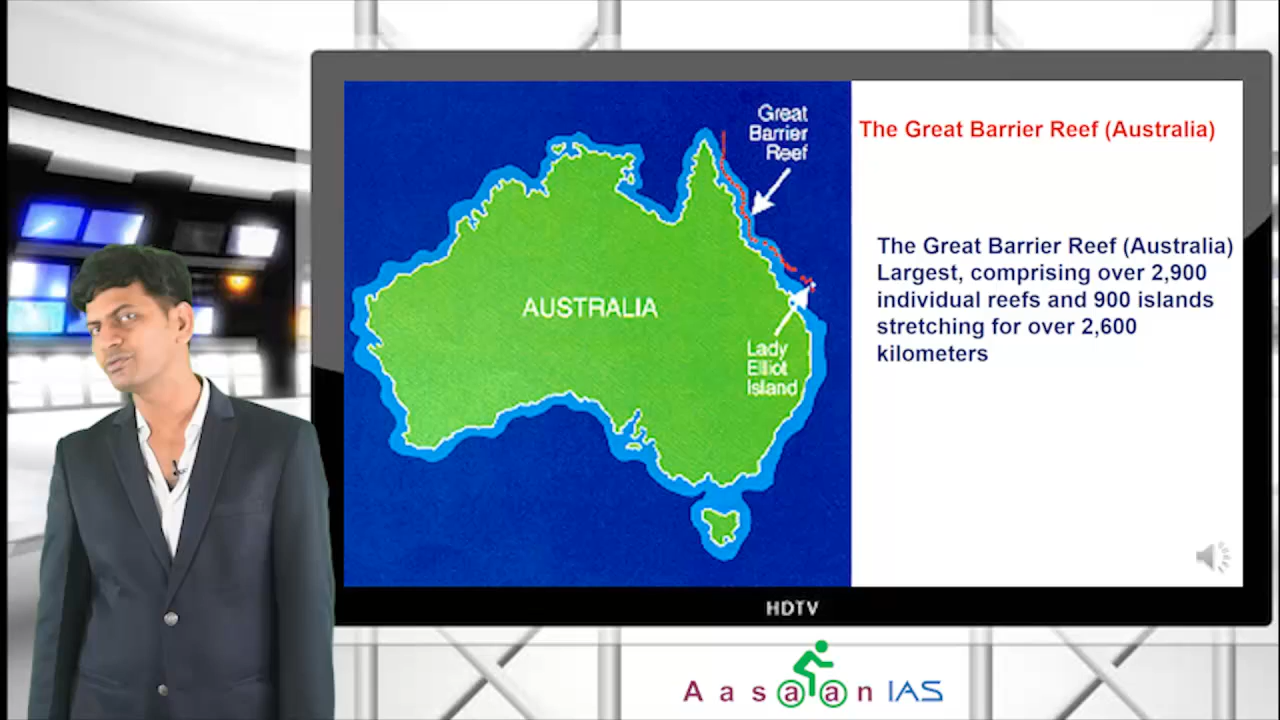 Great
Barrier
Reef
AUSTRALIA
Lady
Elliot
Island
The Great Barrier Reef (Australia)
The Great Barrier Reef (Australia)
Largest, comprising over 2,900
individual reefs and 900 islands
stretching for over 2,600
kilometers
HDTV
Aasaan IAS